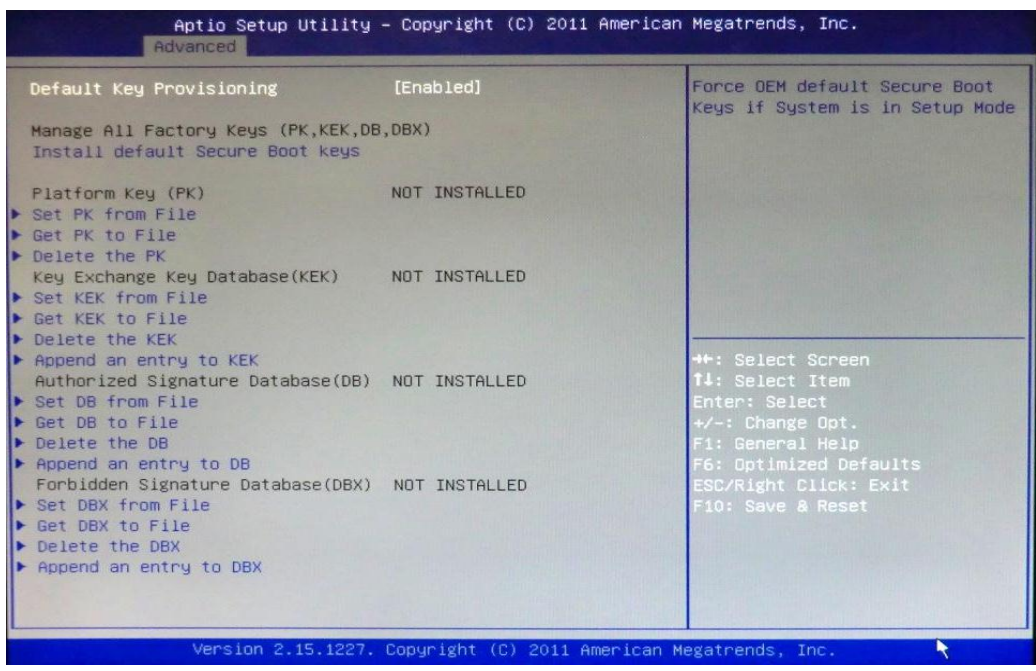 Aptio Setup Utility – Copyright (C) 2011 American Megatrends, Inc.
Advanced
Default Key Provisioning [Enabled]
Manage All Factory Keys (PK,KEK,DB,DBX)
Install default Secure Boot keys
Platform Key (PK) NOT INSTALLED
▶ Set PK from File
▶ Get PK to File
▶ Delete the PK
Key Exchange Key Database(KEK) NOT INSTALLED
▶ Set KEK from File
▶ Get KEK to File
▶ Delete the KEK
▶ Append an entry to KEK
Authorized Signature Database(DB) NOT INSTALLED
▶ Set DB from File
▶ Get DB to File
▶ Delete the DB
▶ Append an entry to DB
Forbidden Signature Database(DBX) NOT INSTALLED
▶ Set DBX from File
▶ Get DBX to File
▶ Delete the DBX
▶ Append an entry to DBX
Force OEM default Secure Boot
Keys if System is in Setup Mode
→←: Select Screen
↑↓: Select Item
Enter: Select
+/-: Change Opt.
F1: General Help
F6: Optimized Defaults
ESC/Right Click: Exit
F10: Save & Reset
Version 2.15.1227. Copyright (C) 2011 American Megatrends, Inc.